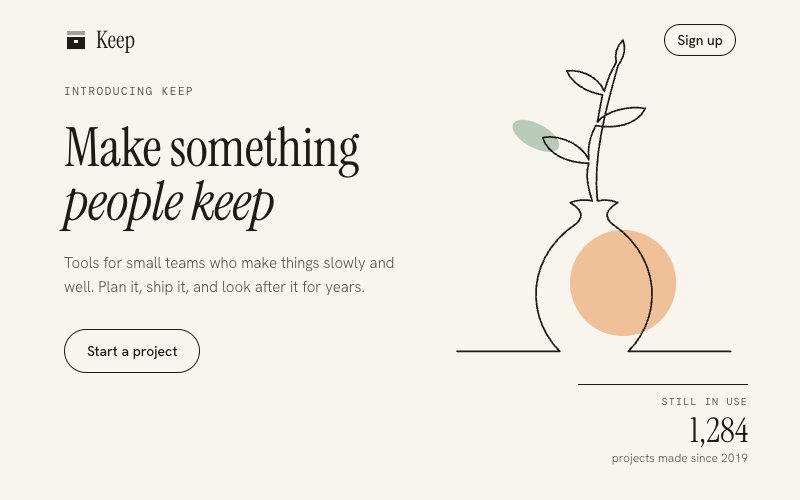 Keep
Sign up
INTRODUCING KEEP
Make something
people keep
Tools for small teams who make things slowly and
well. Plan it, ship it, and look after it for years.
Start a project
STILL IN USE
1,284
projects made since 2019